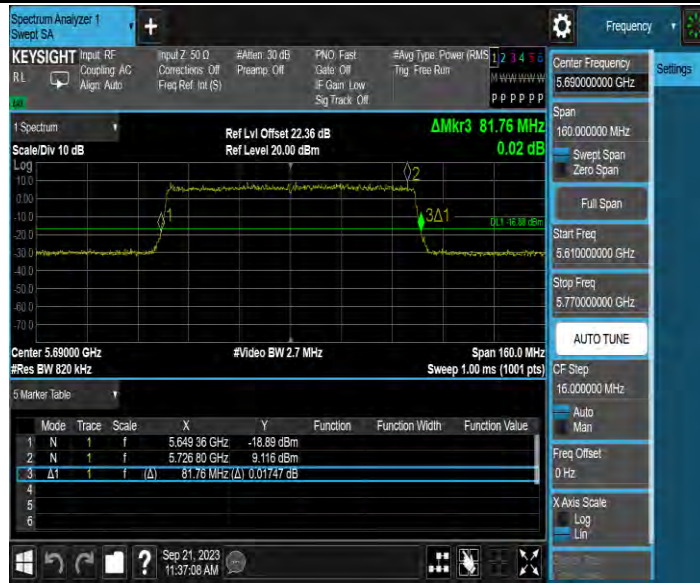 Spectrum Analyzer 1
Swept SA
+
Frequency
Settings
KEYSIGHT
RL
Input: RF
Coupling: AC
Align: Auto
Input Z: 50 Ω
Corrections: Off
Freq Ref: Int (S)
#Atten: 30 dB
Preamp: Off
PNO: Fast
Gate: Off
IF Gain: Low
Sig Track: Off
#Avg Type: Power (RMS
Trig: Free Run
1 2 3 4 5 6
M W W W W W
P P P P P P
1 Spectrum
Scale/Div 10 dB
Ref Lvl Offset 22.36 dB
Ref Level 20.00 dBm
ΔMkr3 81.76 MHz
0.02 dB
Log
10.0
0.00
-10.0
-20.0
-30.0
-40.0
-50.0
-60.0
-70.0
1
2
3Δ1
DL1 -18.88 dBm
Center 5.69000 GHz
#Res BW 820 kHz
#Video BW 2.7 MHz
Span 160.0 MHz
Sweep 1.00 ms (1001 pts)
5 Marker Table
Mode Trace Scale X Y Function Function Width Function Value
1 N 1 f 5.649 36 GHz -18.89 dBm
2 N 1 f 5.726 80 GHz 9.116 dBm
3 Δ1 1 f (Δ) 81.76 MHz (Δ) 0.01747 dB
4
5
6
Center Frequency
5.690000000 GHz
Span
160.000000 MHz
Swept Span
Zero Span
Full Span
Start Freq
5.610000000 GHz
Stop Freq
5.770000000 GHz
AUTO TUNE
CF Step
16.000000 MHz
Auto
Man
Freq Offset
0 Hz
X Axis Scale
Log
Lin
?
Sep 21, 2023
11:37:08 AM